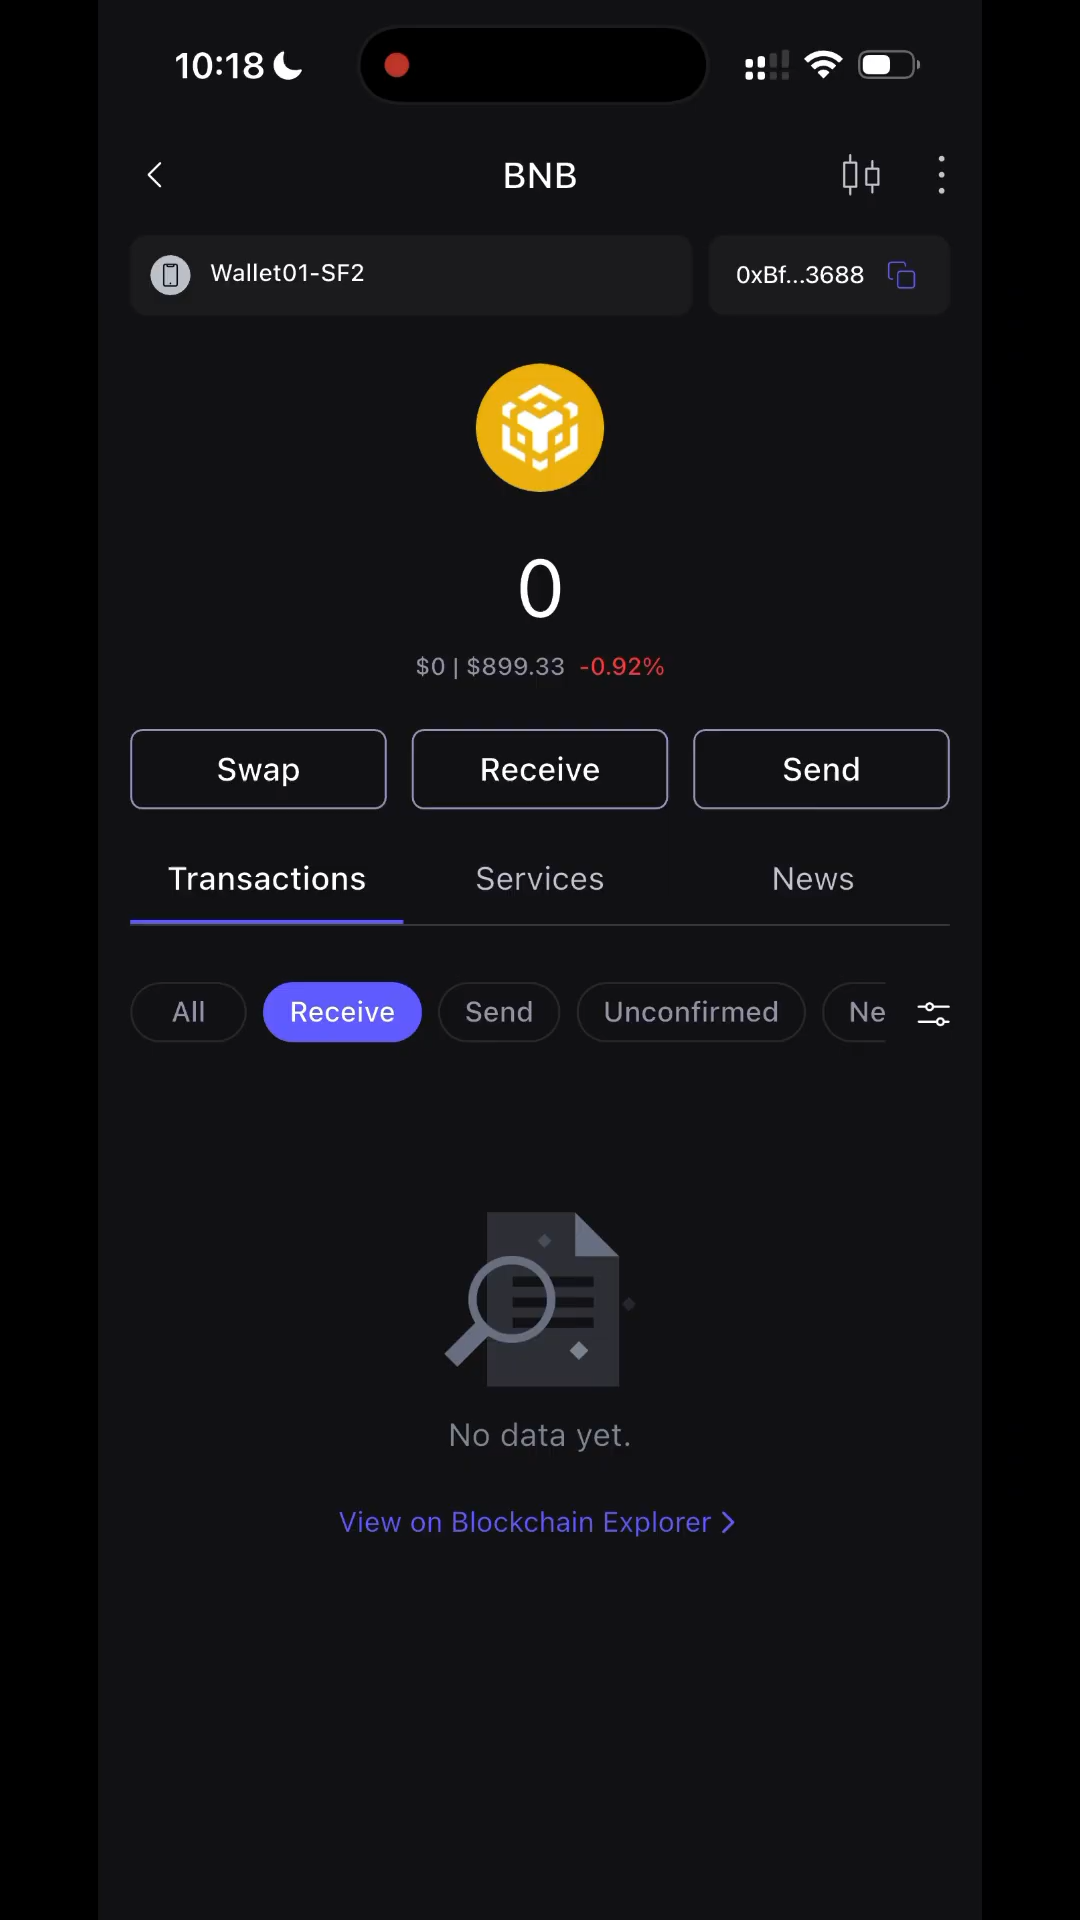 10:18
BNB
Wallet01-SF2
0xBf...3688
0
$0 | $899.33 -0.92%
Swap
Receive
Send
Transactions
Services
News
All
Receive
Send
Unconfirmed
Ne
No data yet.
View on Blockchain Explorer